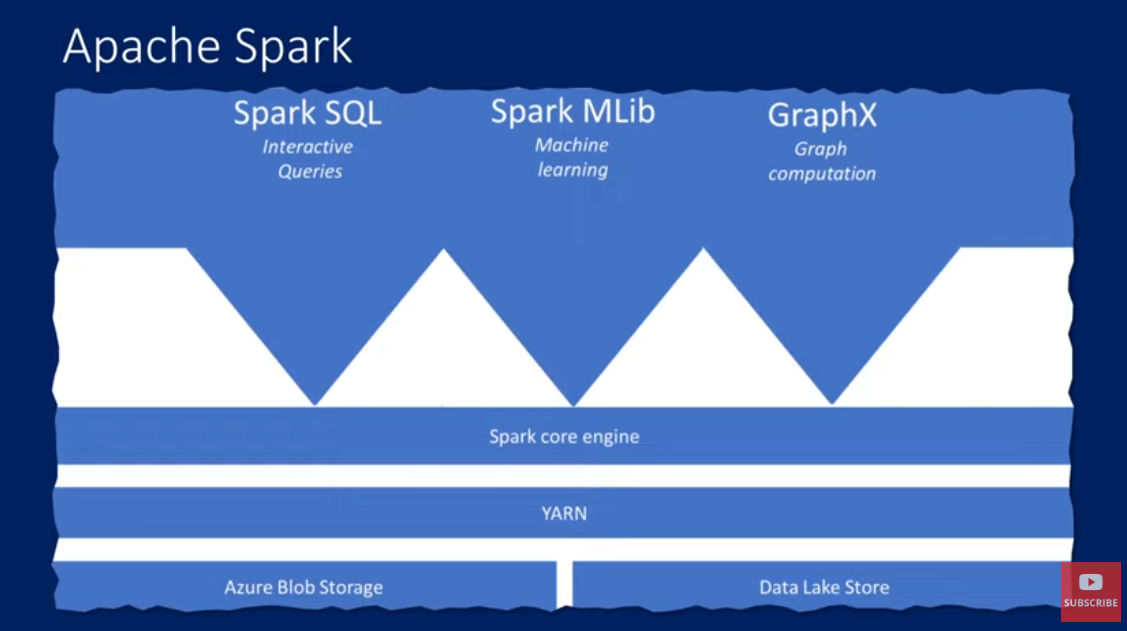 Apache Spark
Spark SQL
Interactive
Queries
Spark MLib
Machine
learning
GraphX
Graph
computation
Spark core engine
YARN
Azure Blob Storage
Data Lake Store
SUBSCRIBE